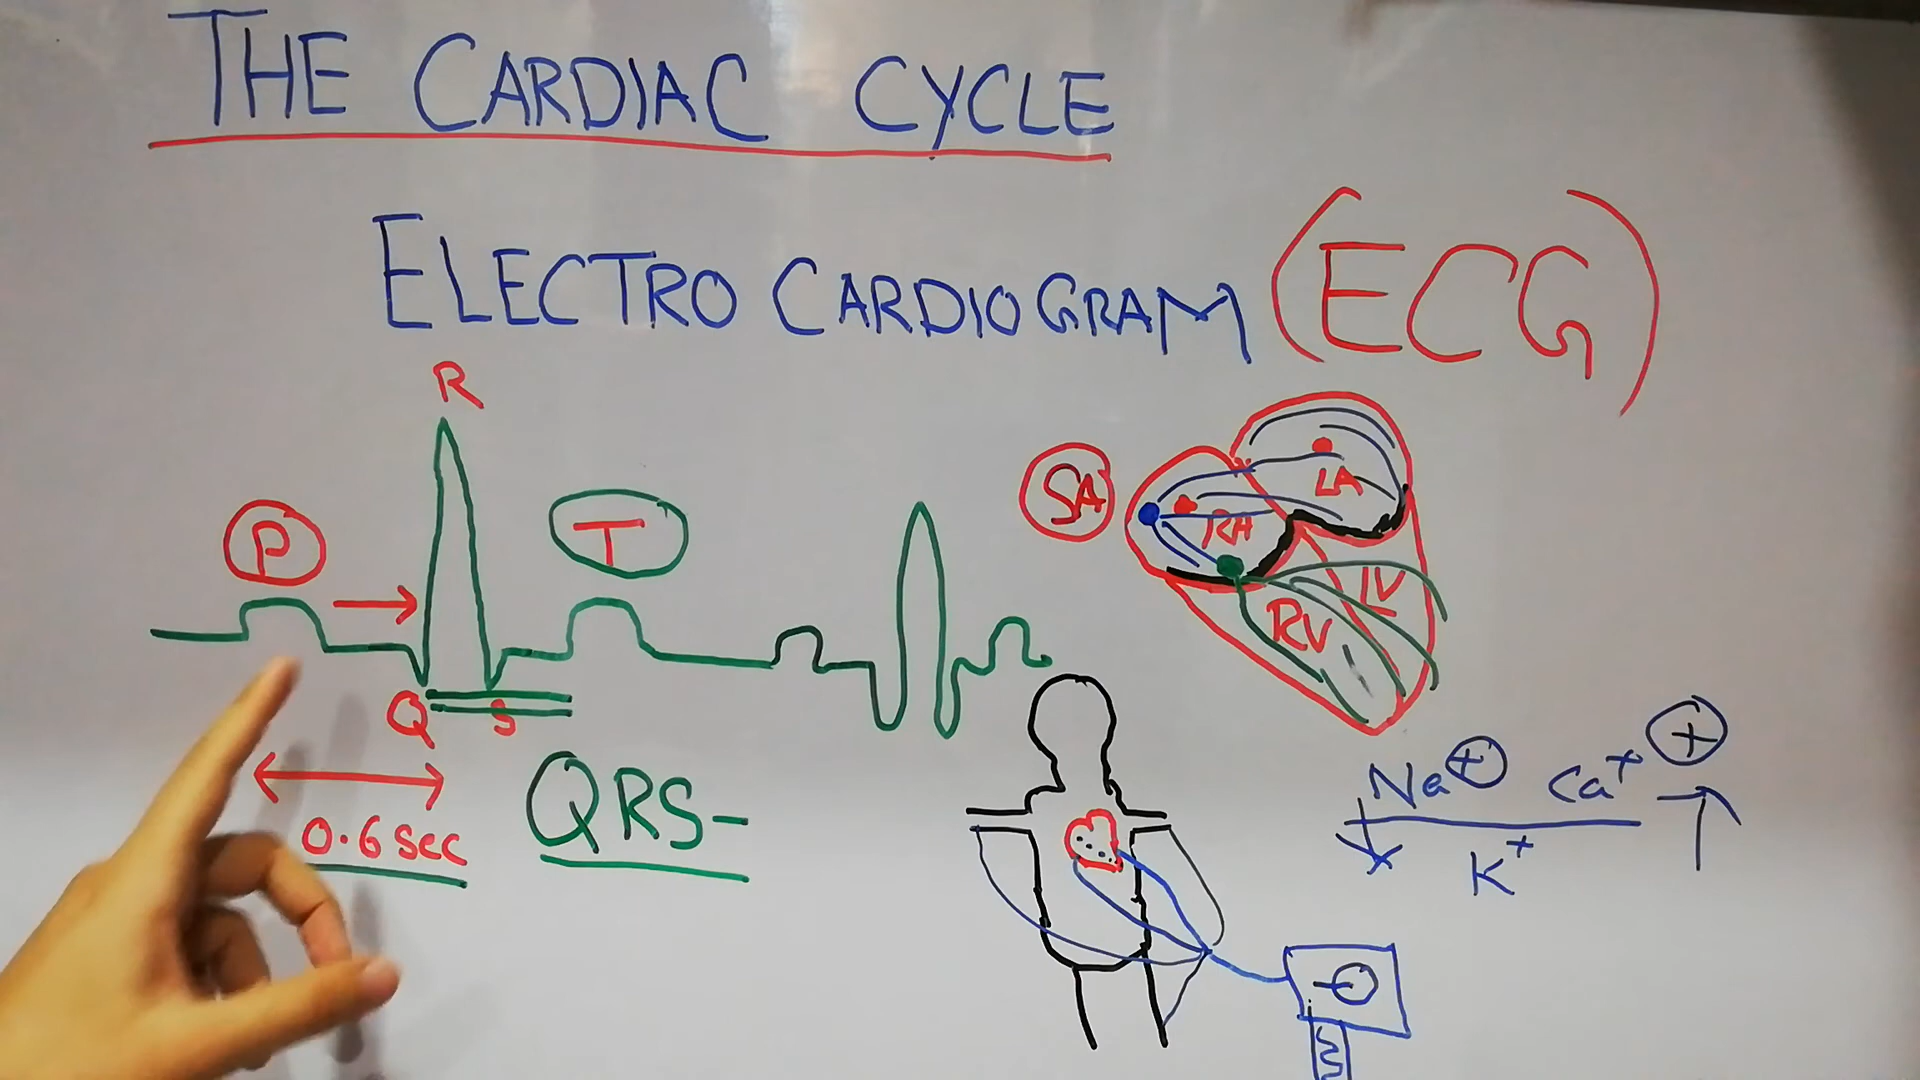 THE CARDIAC CYCLE
ELECTRO CARDIOGRAM (ECG)
R
P
T
Q
S
0.6 sec
QRS-
SA
LA
RA
LV
RV
Na+ Ca+ +
K+